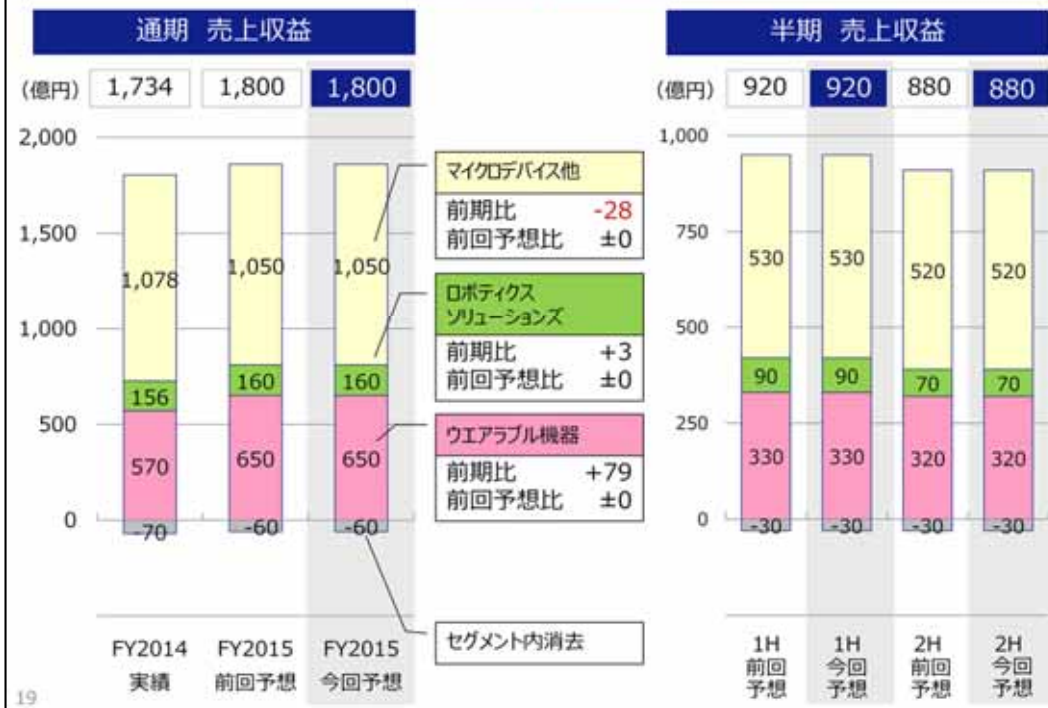 通期 売上収益
(億円) 1,734 1,800 1,800
2,000
1,500
1,000
500
0
1,078 1,050 1,050
156 160 160
570 650 650
-70 -60 -60
FY2014 FY2015 FY2015
実績 前回予想 今回予想
マイクロデバイス他
前期比 -28
前回予想比 ±0
ロボティクス
ソリューションズ
前期比 +3
前回予想比 ±0
ウエアラブル機器
前期比 +79
前回予想比 ±0
セグメント内消去
半期 売上収益
(億円) 920 920 880 880
1,000
750
500
250
0
530 530 520 520
90 90 70 70
330 330 320 320
-30 -30 -30 -30
1H 1H 2H 2H
前回 今回 前回 今回
予想 予想 予想 予想
19